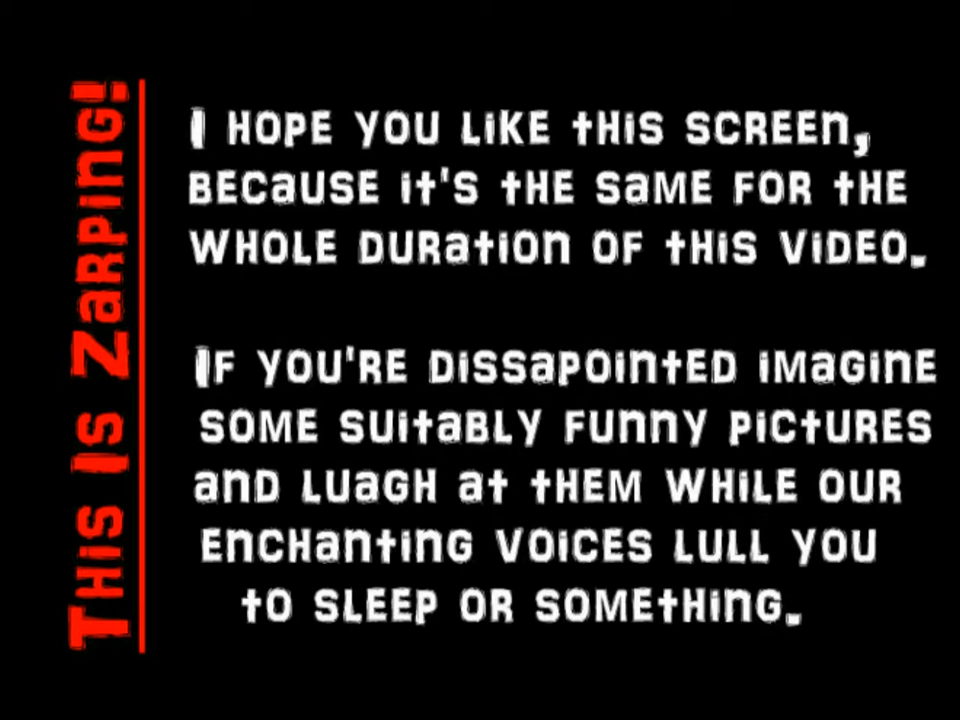 This Is Zarping!
I hope you like this screen,
because it's the same for the
whole duration of this video.
If you're dissapointed imagine
some suitably funny pictures
and luagh at them while our
enchanting voices lull you
to sleep or something.